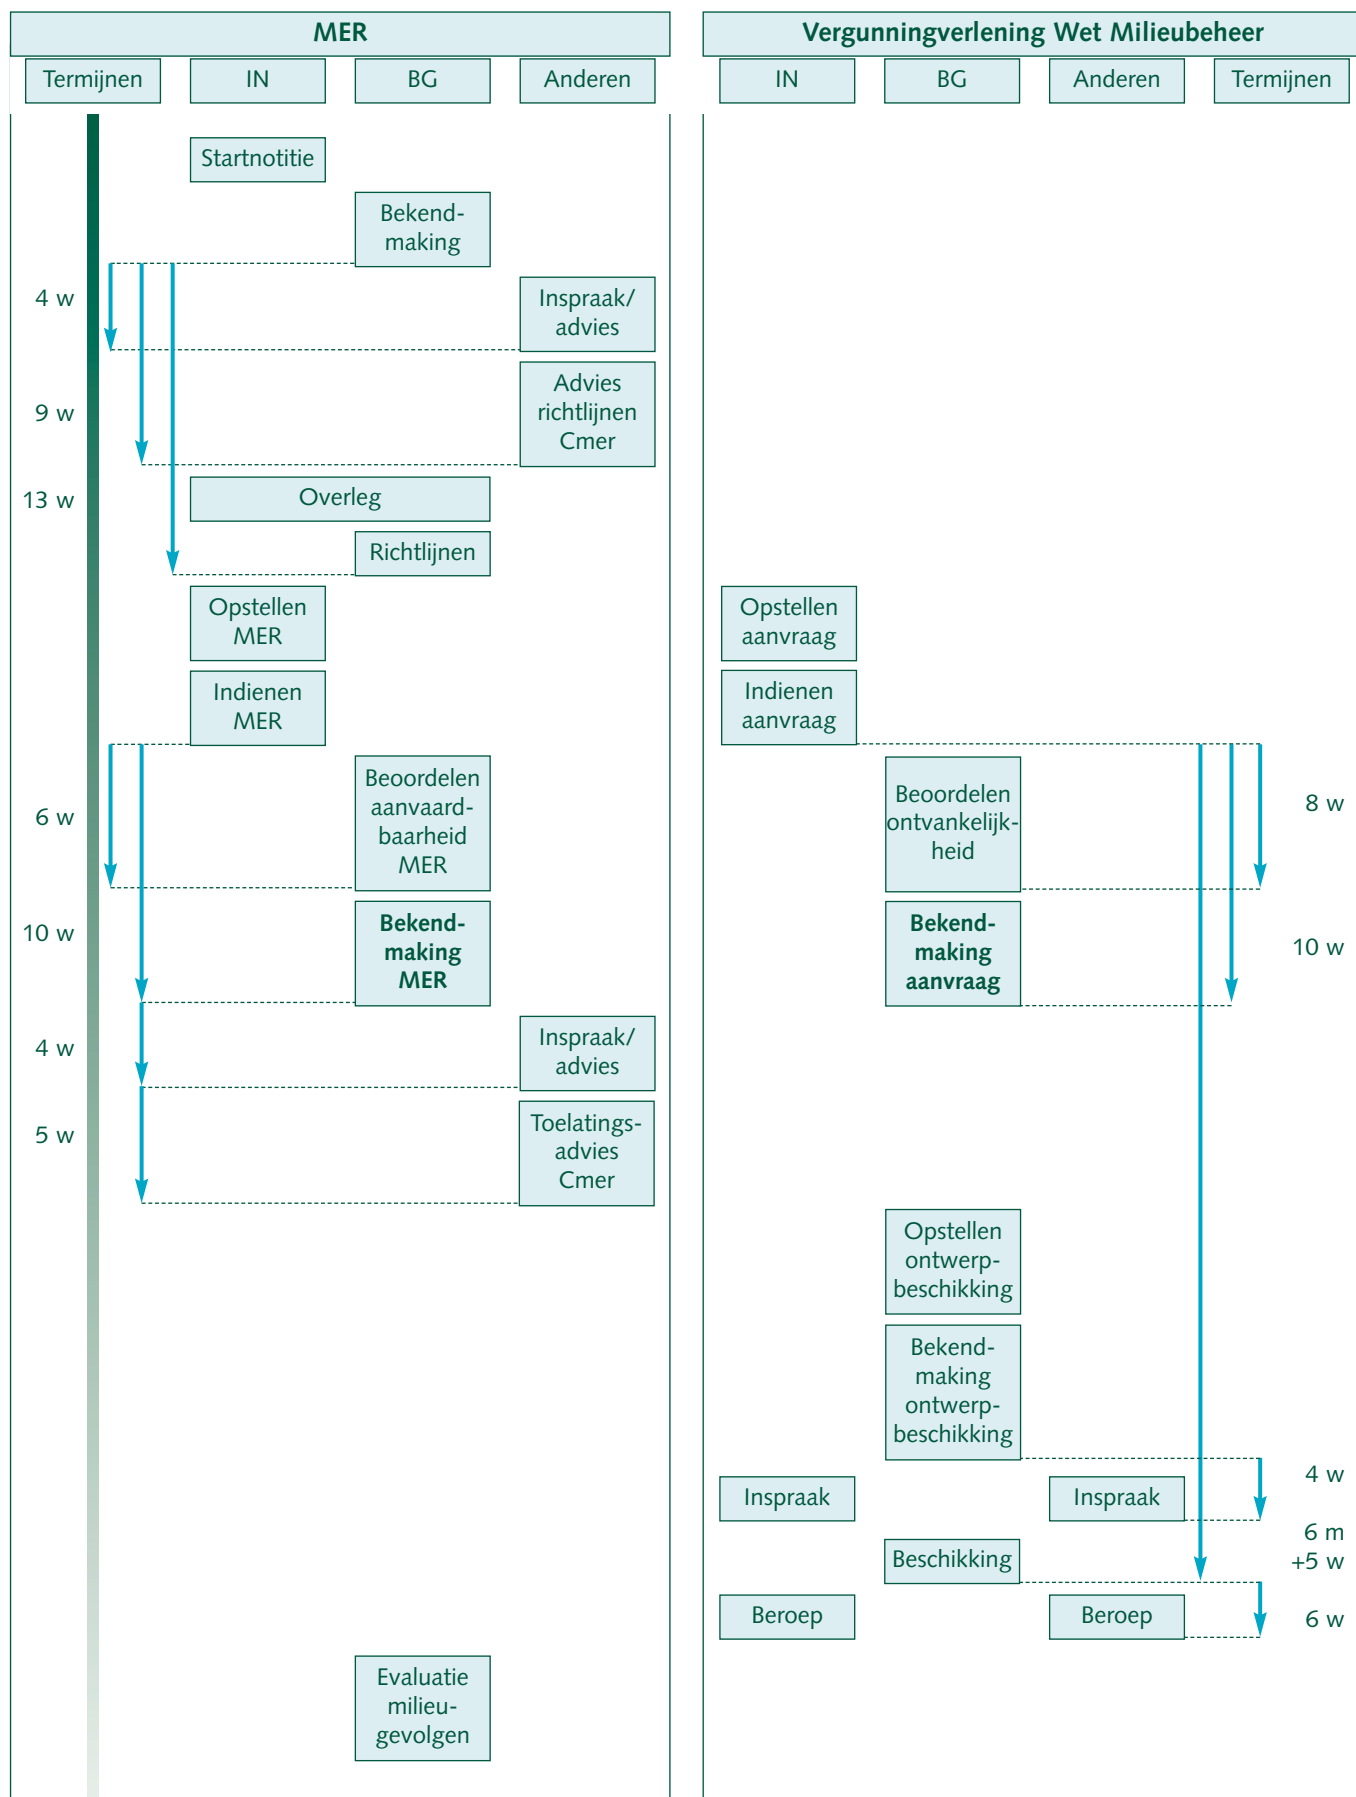 MER
Vergunningverlening Wet Milieubeheer
Termijnen
IN
BG
Anderen
IN
BG
Anderen
Termijnen
Startnotitie
Bekend-
making
4 w
Inspraak/
advies
9 w
Advies
richtlijnen
Cmer
13 w
Overleg
Richtlijnen
Opstellen
MER
Opstellen
aanvraag
Indienen
MER
Indienen
aanvraag
6 w
Beoordelen
aanvaard-
baarheid
MER
Beoordelen
ontvankelijk-
heid
8 w
10 w
Bekend-
making
MER
Bekend-
making
aanvraag
10 w
4 w
Inspraak/
advies
5 w
Toelatings-
advies
Cmer
Opstellen
ontwerp-
beschikking
Bekend-
making
ontwerp-
beschikking
4 w
Inspraak
Inspraak
6 m
+5 w
Beschikking
Beroep
Beroep
6 w
Evaluatie
milieu-
gevolgen